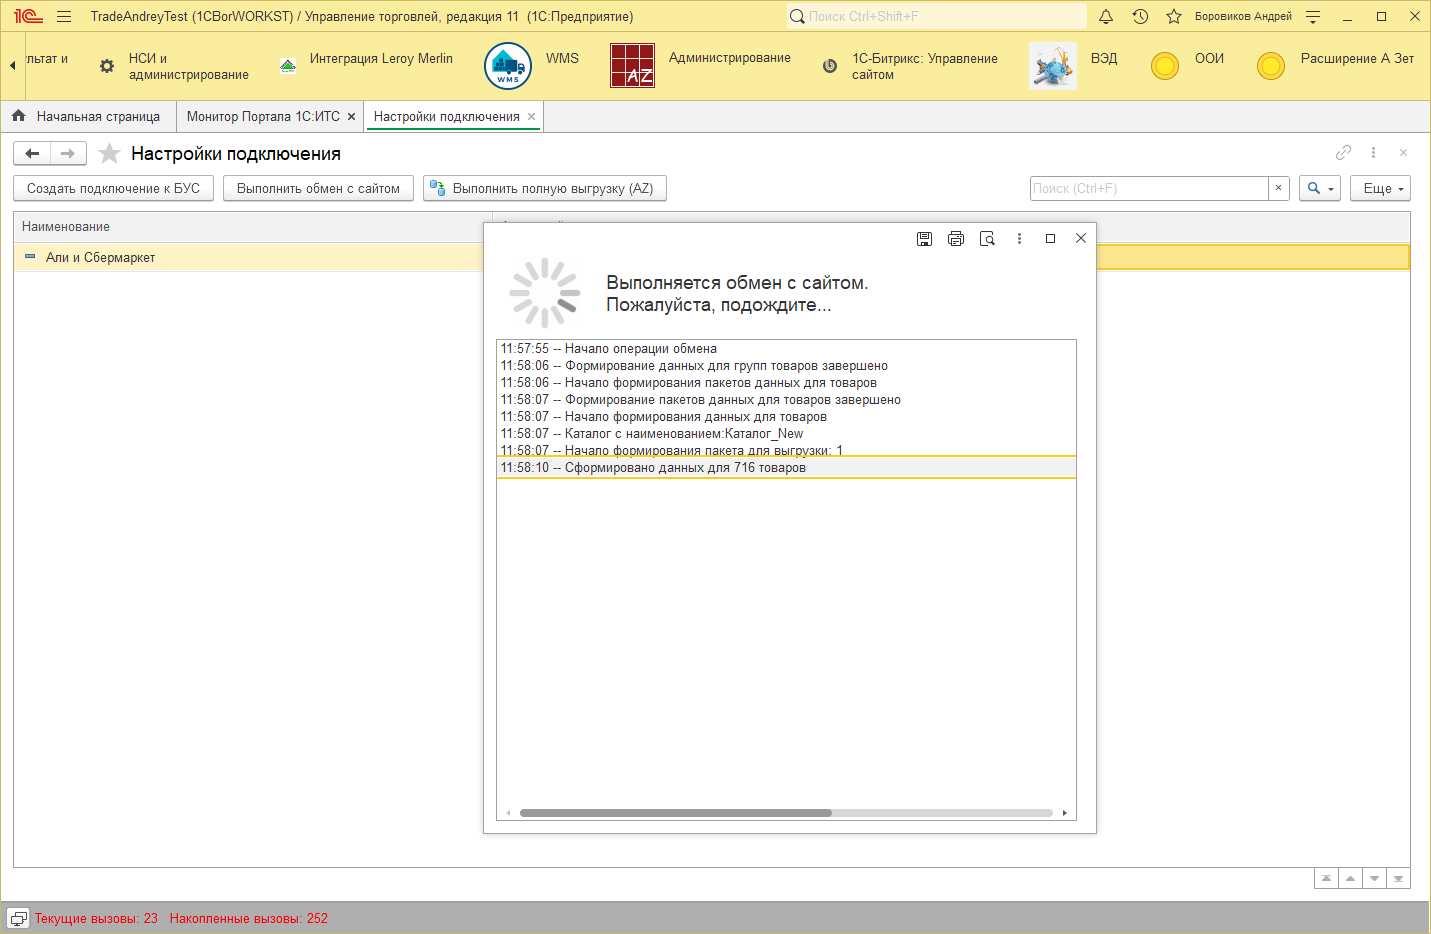 TradeAndreyTest (1CBorWORKST) / Управление торговлей, редакция 11 (1С:Предприятие)
Поиск Ctrl+Shift+F
Боровиков Андрей
льтат и
НСИ и
администрирование
Интеграция Leroy Merlin
WMS
WMS
AZ
Администрирование
1С-Битрикс: Управление
сайтом
ВЭД
ООИ
Расширение А Зет
Начальная страница
Монитор Портала 1С:ИТС
Настройки подключения
Настройки подключения
Создать подключение к БУС
Выполнить обмен с сайтом
Выполнить полную выгрузку (AZ)
Поиск (Ctrl+F)
Еще
Наименование
Али и Сбермаркет
Выполняется обмен с сайтом.
Пожалуйста, подождите...
11:57:55 -- Начало операции обмена
11:58:06 -- Формирование данных для групп товаров завершено
11:58:06 -- Начало формирования пакетов данных для товаров
11:58:07 -- Формирование пакетов данных для товаров завершено
11:58:07 -- Начало формирования данных для товаров
11:58:07 -- Каталог с наименованием:Каталог_New
11:58:07 -- Начало формирования пакета для выгрузки: 1
11:58:10 -- Сформировано данных для 716 товаров
Текущие вызовы: 23 Накопленные вызовы: 252